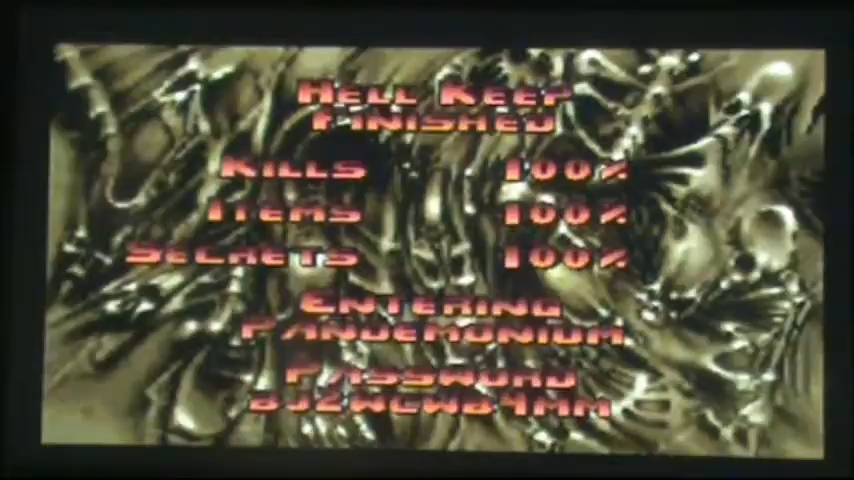 Hell Keep
Finished
Kills 100%
Items 100%
Secrets 100%
Entering
Pandemonium
Password